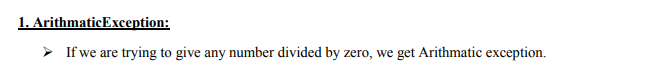 1. ArithmaticException:
➢ If we are trying to give any number divided by zero, we get Arithmatic exception.